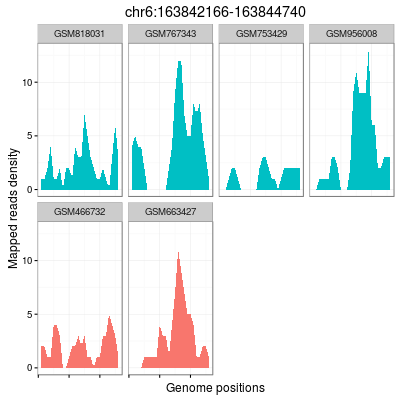 chr6:163842166-163844740
GSM818031 GSM767343 GSM753429 GSM956008
10
5
0
GSM466732 GSM663427
10
5
0
Mapped reads density
Genome positions